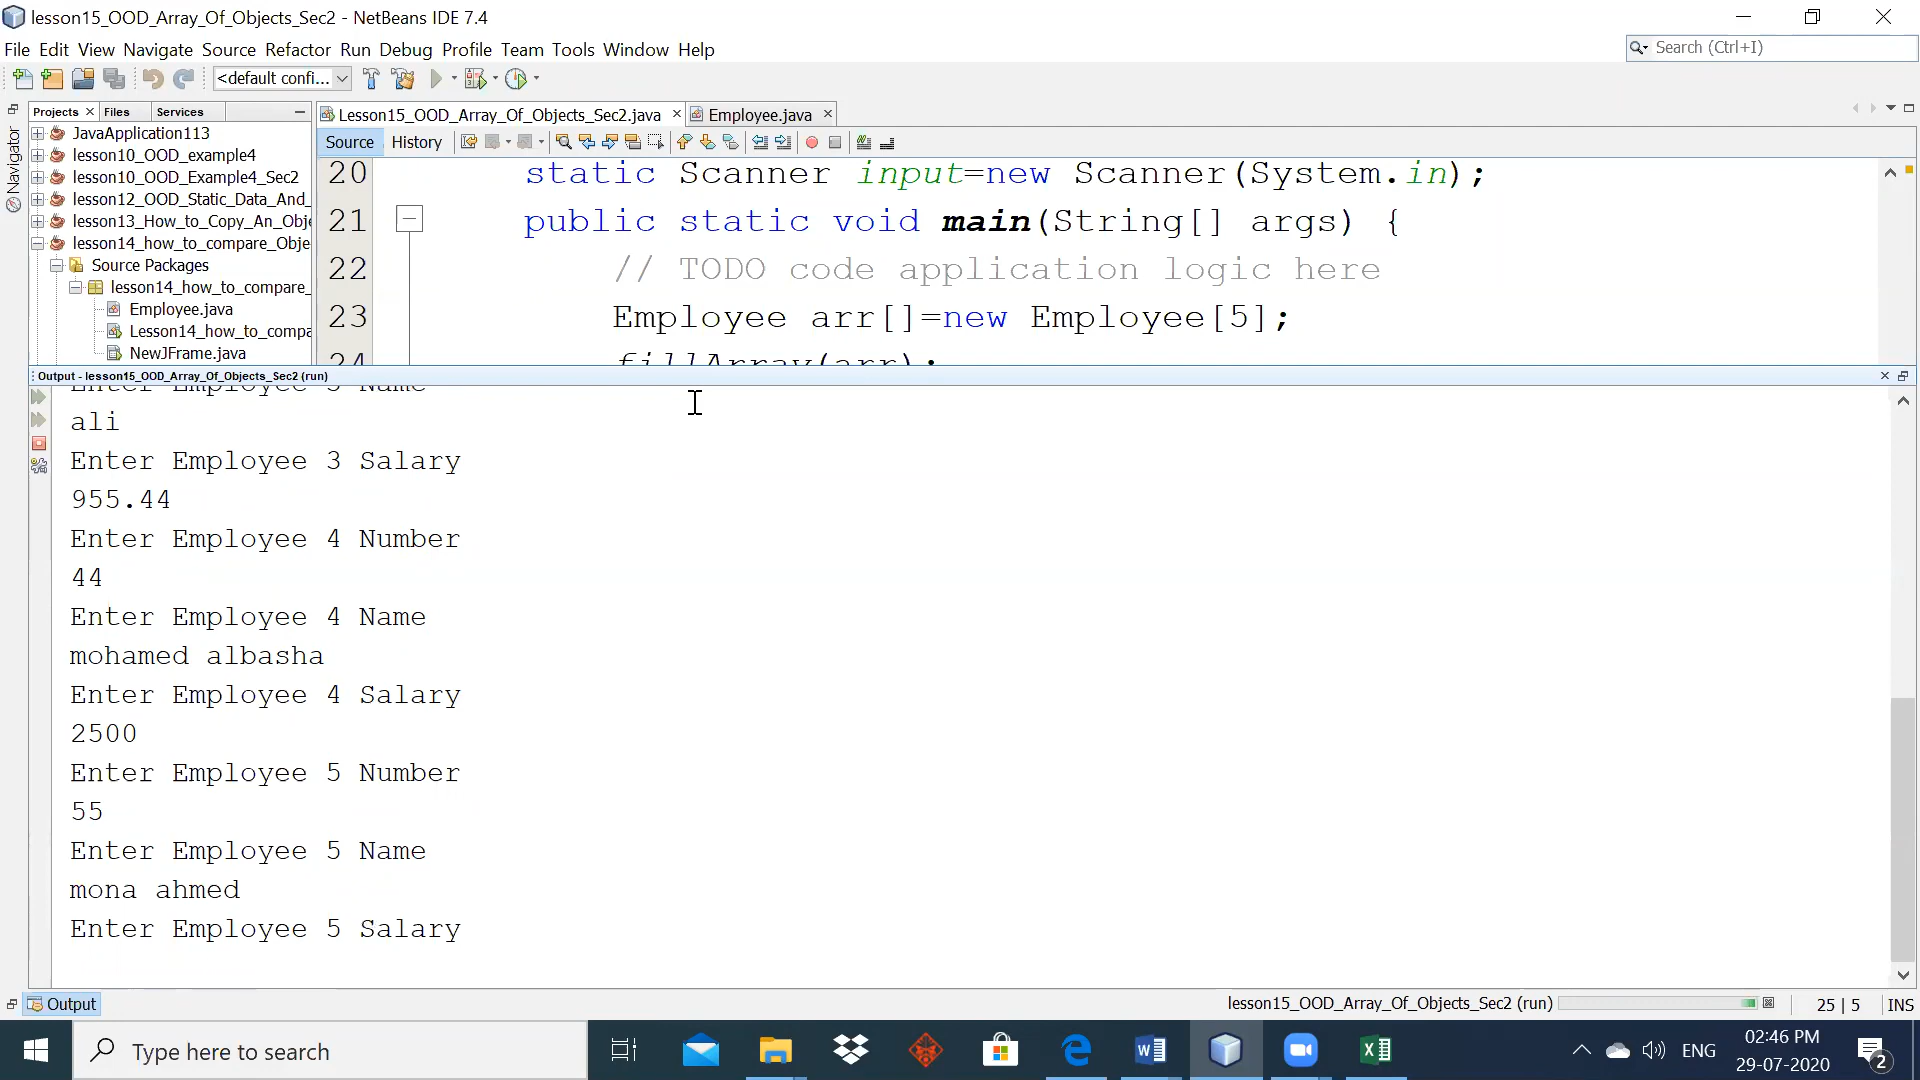 lesson15_OOD_Array_Of_Objects_Sec2 - NetBeans IDE 7.4
File Edit View Navigate Source Refactor Run Debug Profile Team Tools Window Help
Search (Ctrl+I)
<default confi...
Projects Files Services
Navigator
JavaApplication113
lesson10_OOD_example4
lesson10_OOD_Example4_Sec2
lesson12_OOD_Static_Data_And_
lesson13_How_to_Copy_An_Obje
lesson14_how_to_compare_Obje
Source Packages
lesson14_how_to_compare_
Employee.java
Lesson14_how_to_compa
NewJFrame.java
Lesson15_OOD_Array_Of_Objects_Sec2.java Employee.java
Source History
20 static Scanner input=new Scanner(System.in);
21 public static void main(String[] args) {
22 // TODO code application logic here
23 Employee arr[]=new Employee[5];
24 fillArray(arr);
Output - lesson15_OOD_Array_Of_Objects_Sec2 (run)
Enter Employee 3 Name
ali
Enter Employee 3 Salary
955.44
Enter Employee 4 Number
44
Enter Employee 4 Name
mohamed albasha
Enter Employee 4 Salary
2500
Enter Employee 5 Number
55
Enter Employee 5 Name
mona ahmed
Enter Employee 5 Salary
Output
lesson15_OOD_Array_Of_Objects_Sec2 (run) 25 | 5 INS
Type here to search
ENG
02:46 PM
29-07-2020
2